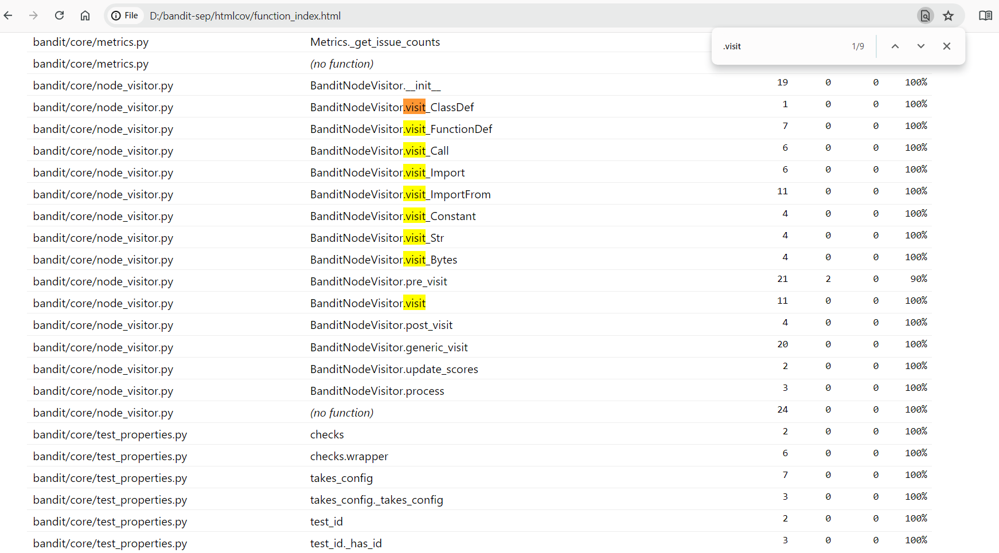 File D:/bandit-sep/htmlcov/function_index.html
.visit 1/9
bandit/core/metrics.py Metrics._get_issue_counts
bandit/core/metrics.py (no function)
bandit/core/node_visitor.py BanditNodeVisitor.__init__ 19 0 0 100%
bandit/core/node_visitor.py BanditNodeVisitor.visit_ClassDef 1 0 0 100%
bandit/core/node_visitor.py BanditNodeVisitor.visit_FunctionDef 7 0 0 100%
bandit/core/node_visitor.py BanditNodeVisitor.visit_Call 6 0 0 100%
bandit/core/node_visitor.py BanditNodeVisitor.visit_Import 6 0 0 100%
bandit/core/node_visitor.py BanditNodeVisitor.visit_ImportFrom 11 0 0 100%
bandit/core/node_visitor.py BanditNodeVisitor.visit_Constant 4 0 0 100%
bandit/core/node_visitor.py BanditNodeVisitor.visit_Str 4 0 0 100%
bandit/core/node_visitor.py BanditNodeVisitor.visit_Bytes 4 0 0 100%
bandit/core/node_visitor.py BanditNodeVisitor.pre_visit 21 2 0 90%
bandit/core/node_visitor.py BanditNodeVisitor.visit 11 0 0 100%
bandit/core/node_visitor.py BanditNodeVisitor.post_visit 4 0 0 100%
bandit/core/node_visitor.py BanditNodeVisitor.generic_visit 20 0 0 100%
bandit/core/node_visitor.py BanditNodeVisitor.update_scores 2 0 0 100%
bandit/core/node_visitor.py BanditNodeVisitor.process 3 0 0 100%
bandit/core/node_visitor.py (no function) 24 0 0 100%
bandit/core/test_properties.py checks 2 0 0 100%
bandit/core/test_properties.py checks.wrapper 6 0 0 100%
bandit/core/test_properties.py takes_config 7 0 0 100%
bandit/core/test_properties.py takes_config._takes_config 3 0 0 100%
bandit/core/test_properties.py test_id 2 0 0 100%
bandit/core/test_properties.py test_id._has_id 3 0 0 100%